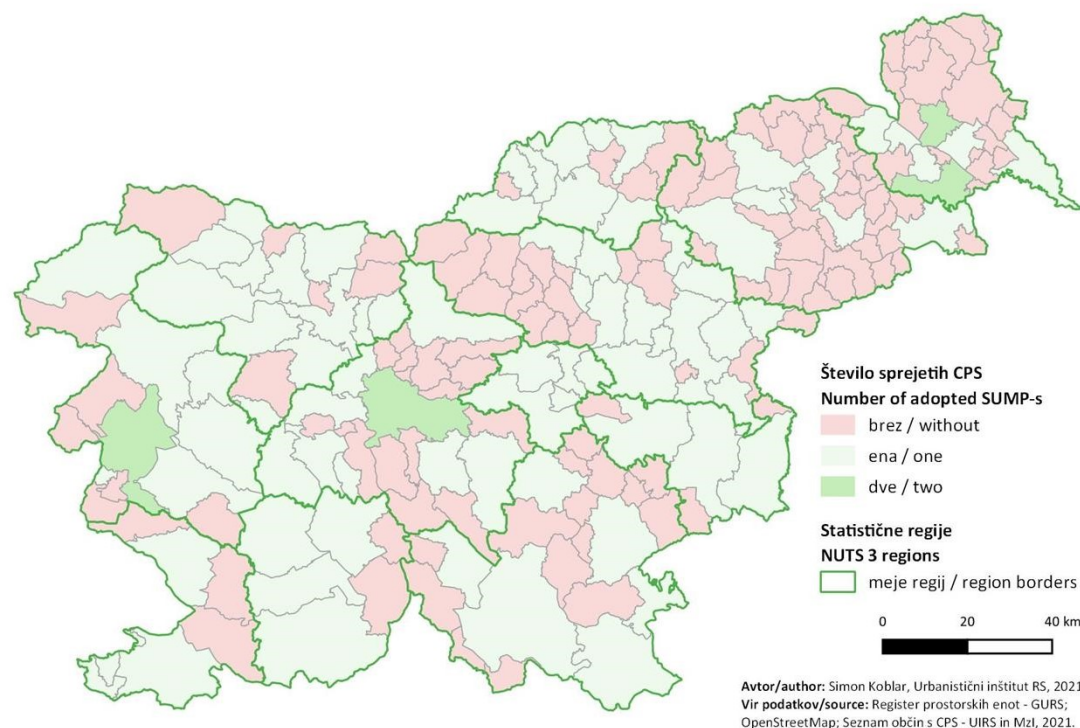 Število sprejetih CPS
Number of adopted SUMP-s
brez / without
ena / one
dve / two
Statistične regije
NUTS 3 regions
meje regij / region borders
0 20 40 km
Avtor/author: Simon Koblar, Urbanistični inštitut RS, 2021
Vir podatkov/source: Register prostorskih enot - GURS;
OpenStreetMap; Seznam občin s CPS - UIRS in MzI, 2021.